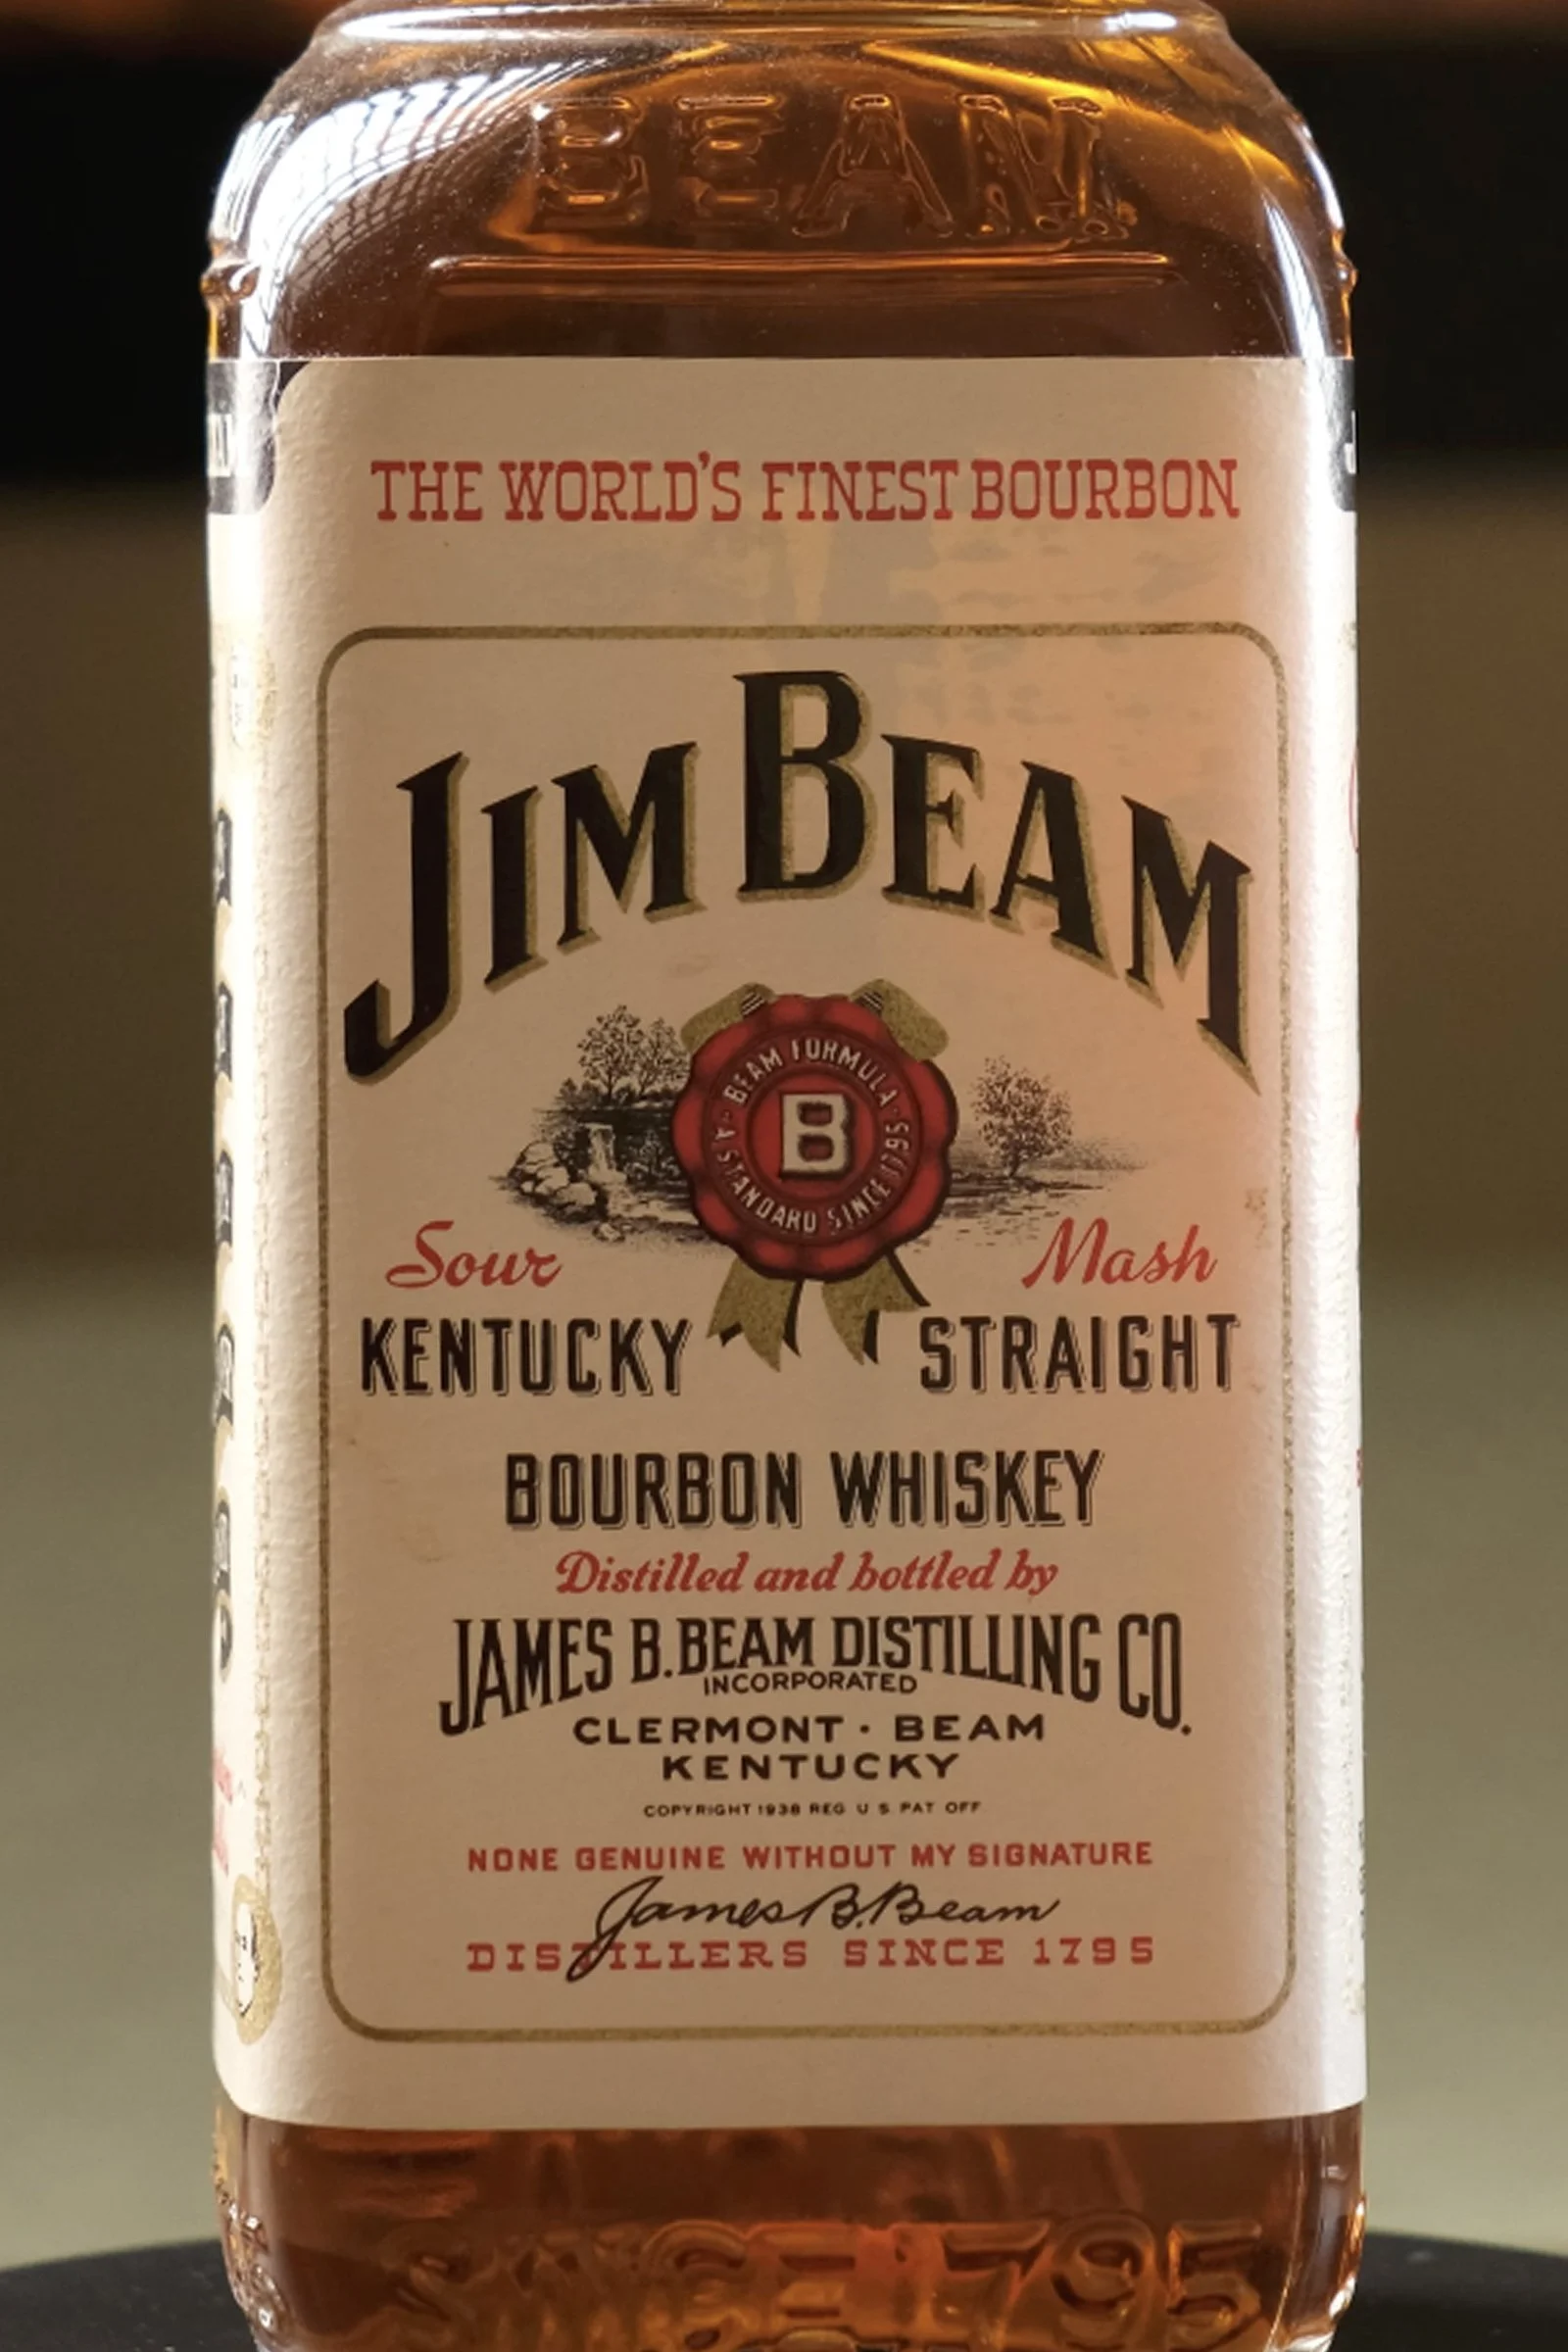 BEAM
THE WORLD'S FINEST BOURBON
JIM BEAM
BEAM FORMULA
B
A STANDARD SINCE 1795
Sour Mash
KENTUCKY STRAIGHT
BOURBON WHISKEY
Distilled and bottled by
JAMES B. BEAM DISTILLING CO.
INCORPORATED
CLERMONT · BEAM
KENTUCKY
COPYRIGHT 1938 REG U S PAT OFF
NONE GENUINE WITHOUT MY SIGNATURE
James B. Beam
DISTILLERS SINCE 1795
SINCE 1795